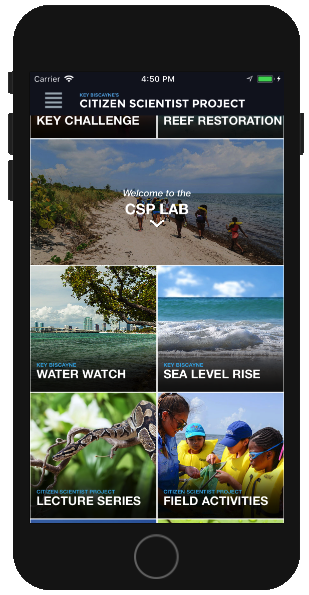 Carrier 4:50 PM
KEY BISCAYNE'S
CITIZEN SCIENTIST PROJECT
KEY CHALLENGE
REEF RESTORATION
Welcome to the
CSP LAB
KEY BISCAYNE
WATER WATCH
KEY BISCAYNE
SEA LEVEL RISE
CITIZEN SCIENTIST PROJECT
LECTURE SERIES
CITIZEN SCIENTIST PROJECT
FIELD ACTIVITIES